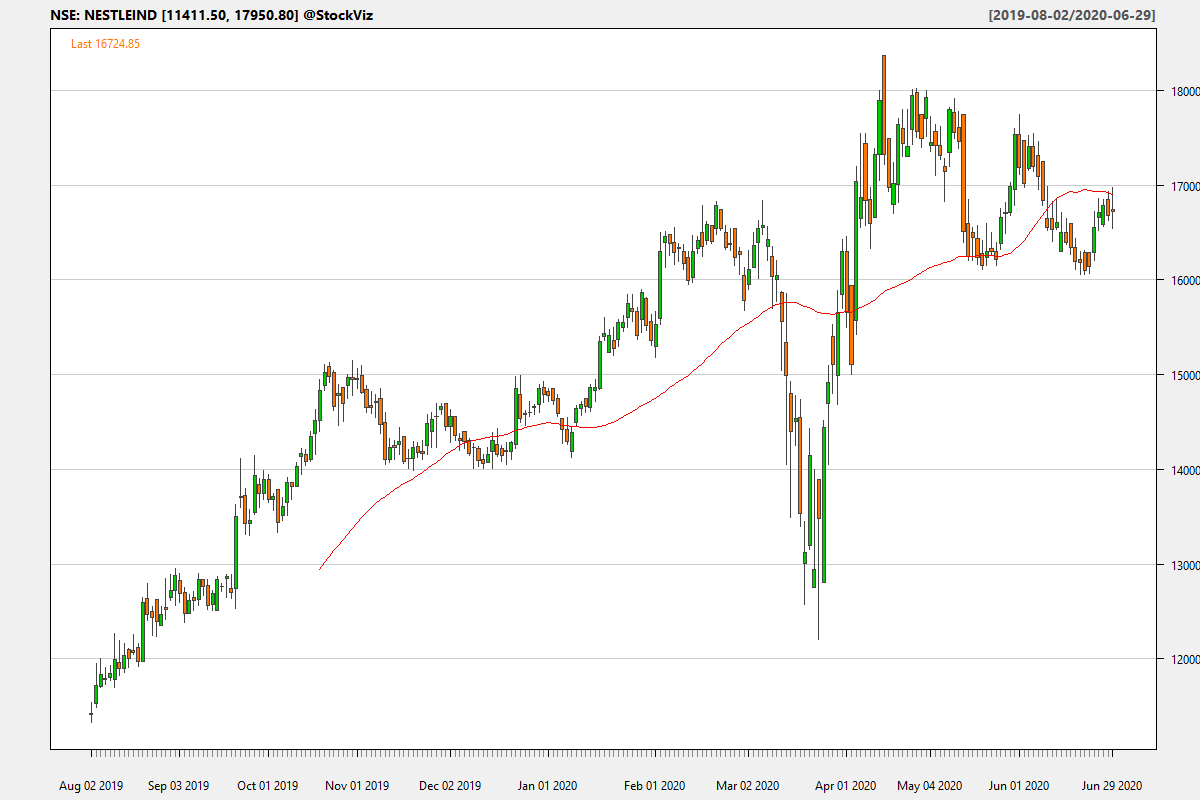 NSE: NESTLEIND [11411.50, 17950.80] @StockViz [2019-08-02/2020-06-29]
Last 16724.85
18000
17000
16000
15000
14000
13000
12000
Aug 02 2019 Sep 03 2019 Oct 01 2019 Nov 01 2019 Dec 02 2019 Jan 01 2020 Feb 01 2020 Mar 02 2020 Apr 01 2020 May 04 2020 Jun 01 2020 Jun 29 2020